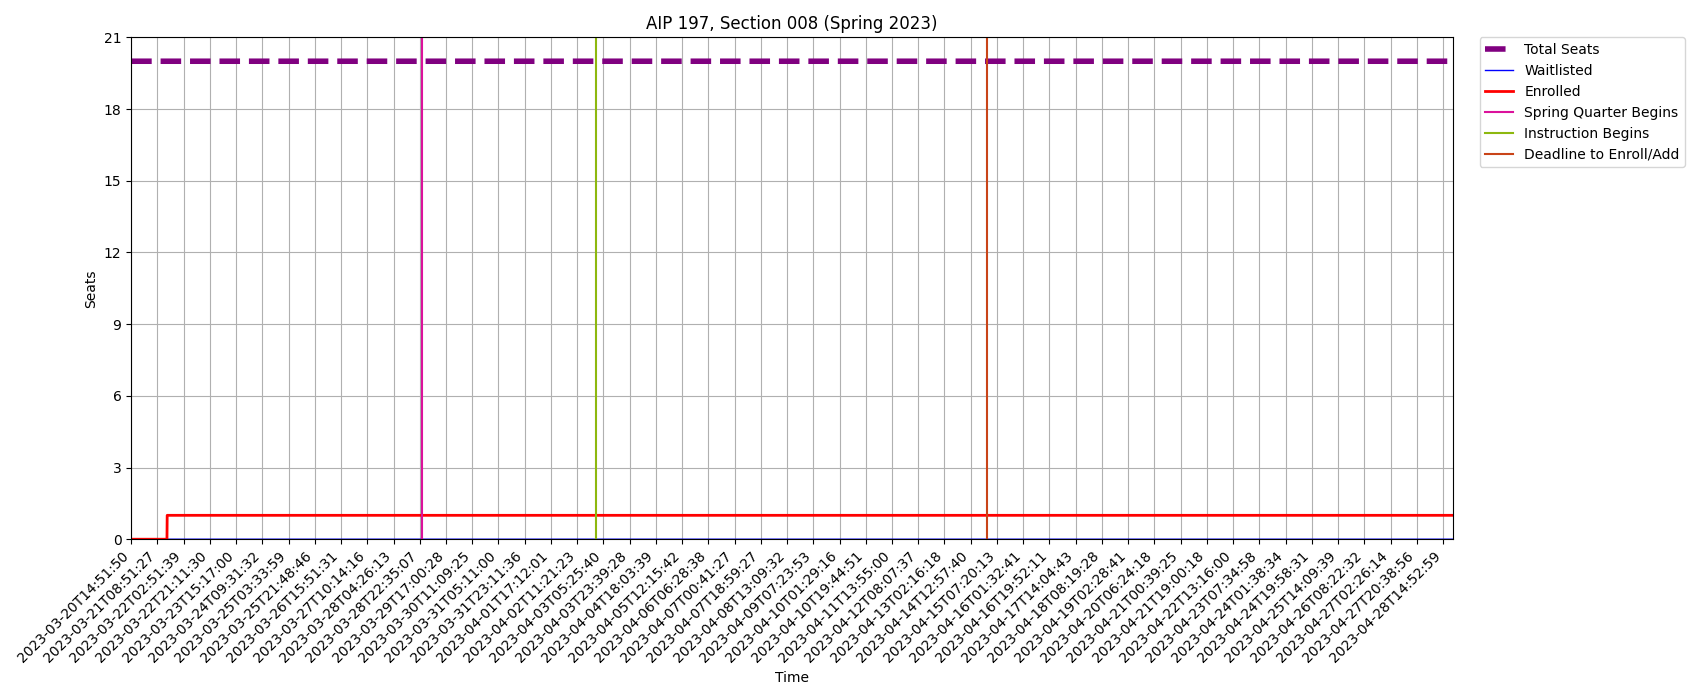 AIP 197, Section 008 (Spring 2023)
21
18
15
12
9
6
3
0
Seats
Total Seats
Waitlisted
Enrolled
Spring Quarter Begins
Instruction Begins
Deadline to Enroll/Add
2023-03-20T14:51:50
2023-03-21T08:51:27
2023-03-22T02:51:39
2023-03-22T21:11:30
2023-03-23T15:17:00
2023-03-24T09:31:32
2023-03-25T03:33:59
2023-03-25T21:48:46
2023-03-26T15:51:31
2023-03-27T10:14:16
2023-03-28T04:26:13
2023-03-28T22:35:07
2023-03-29T17:00:28
2023-03-30T11:09:25
2023-03-31T05:11:00
2023-03-31T23:11:36
2023-04-01T17:12:01
2023-04-02T11:21:23
2023-04-03T05:25:40
2023-04-03T23:39:28
2023-04-04T18:03:39
2023-04-05T12:15:42
2023-04-06T06:28:38
2023-04-07T00:41:27
2023-04-07T18:59:27
2023-04-08T13:09:32
2023-04-09T07:23:53
2023-04-10T01:29:16
2023-04-10T19:44:51
2023-04-11T13:55:00
2023-04-12T08:07:37
2023-04-13T02:16:18
2023-04-14T12:57:40
2023-04-15T07:20:13
2023-04-16T01:32:41
2023-04-16T19:52:11
2023-04-17T14:04:43
2023-04-18T08:19:28
2023-04-19T02:28:41
2023-04-20T06:24:18
2023-04-21T00:39:25
2023-04-21T19:00:18
2023-04-22T13:16:00
2023-04-23T07:34:58
2023-04-24T01:38:34
2023-04-24T19:58:31
2023-04-25T14:09:39
2023-04-26T08:22:32
2023-04-27T02:26:14
2023-04-27T20:38:56
2023-04-28T14:52:59
Time